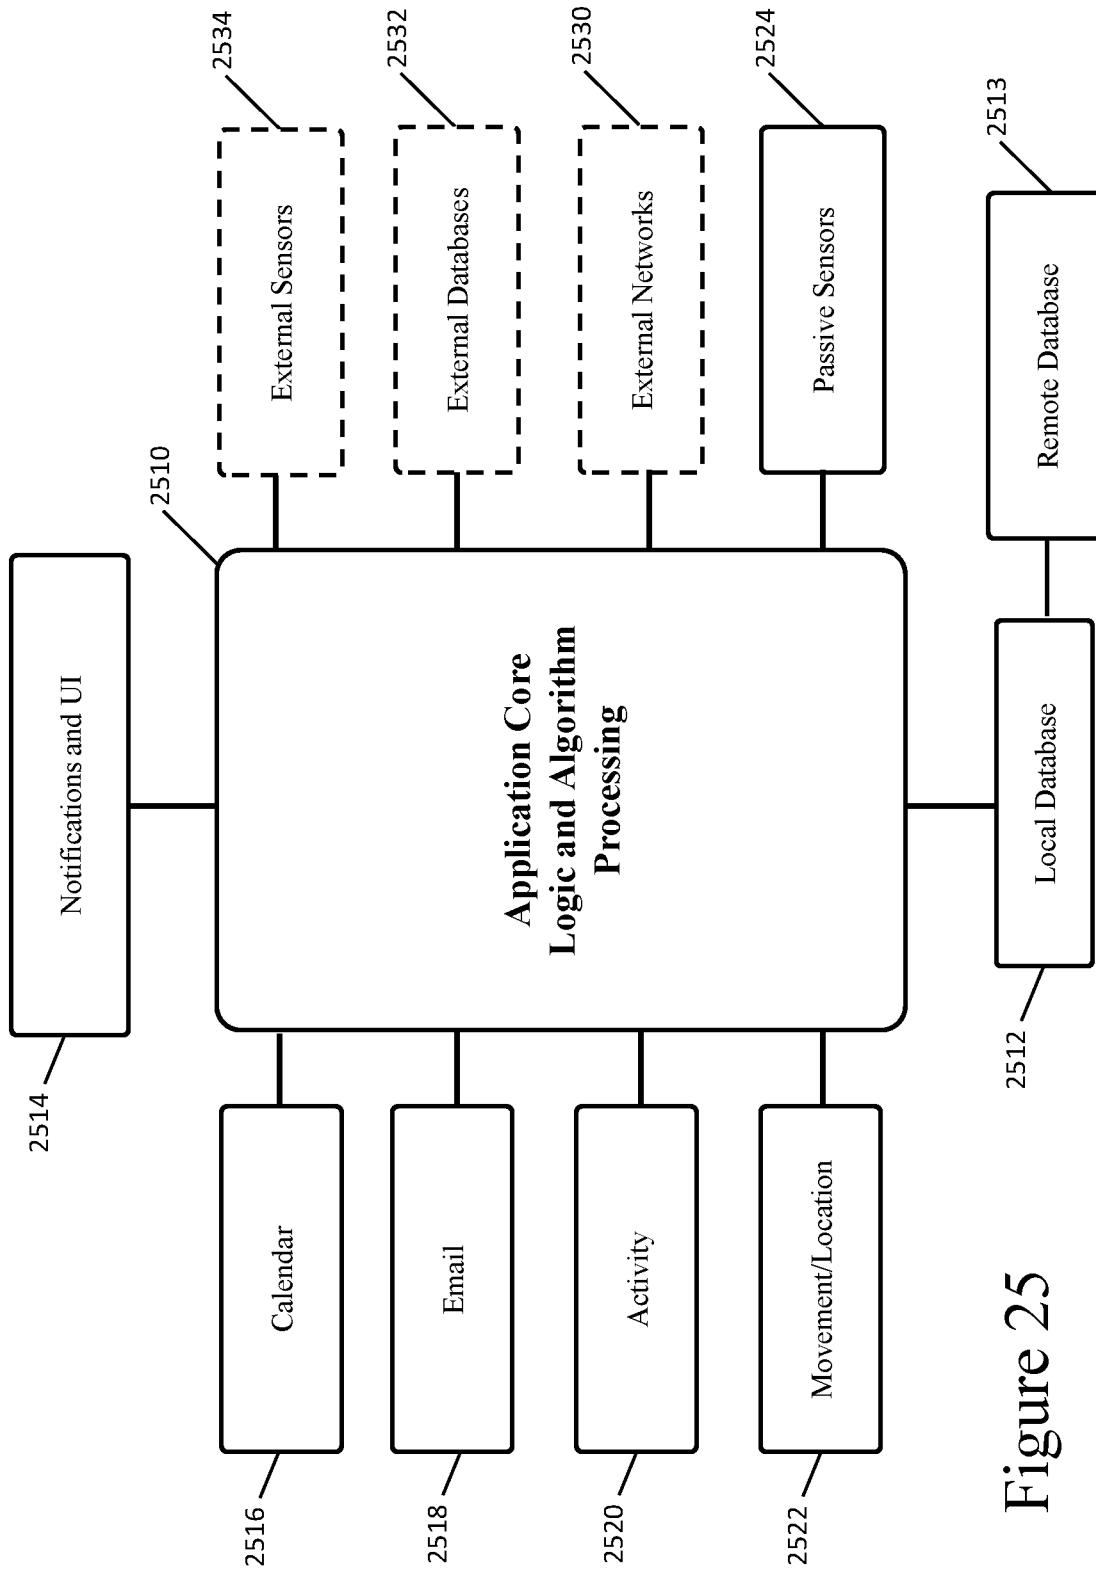 2514
Notifications and UI
2510
2516
Calendar
2518
Email
2520
Activity
2522
Movement/Location
Application Core
Logic and Algorithm
Processing
2534
External Sensors
2532
External Databases
2530
External Networks
2524
Passive Sensors
2512
Local Database
2513
Remote Database
Figure 25